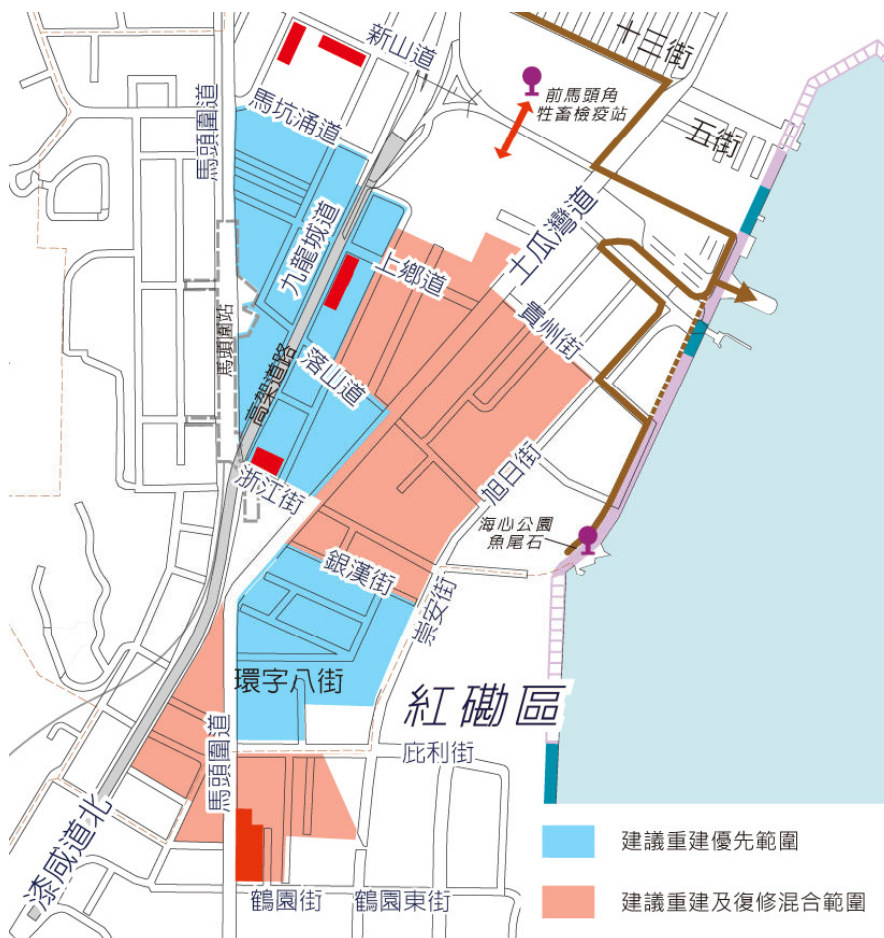 新山道
十三街
前馬頭角
牲畜檢疫站
五街
馬頭圍道
馬坑涌道
九龍城道
上鄉道
土瓜灣道
貴州街
馬頭圍站
高架道路
落山道
旭日街
浙江街
海心公園
魚尾石
銀漢街
崇安街
環字八街
紅磡區
庇利街
馬頭圍道
漆咸道北
鶴園街
鶴園東街
建議重建優先範圍
建議重建及復修混合範圍